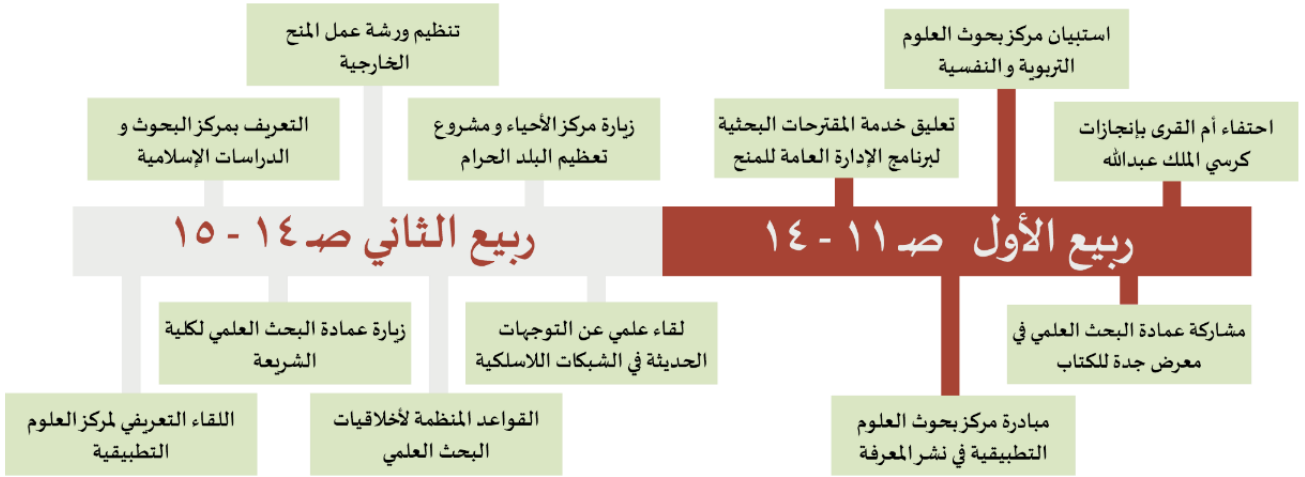 استبيان مركز بحوث العلوم
التربوية و النفسية
احتفاء أم القرى بإنجازات
كرسي الملك عبدالله
تعليق خدمة المقترحات البحثية
لبرنامج الإدارة العامة للمنح
ربيع الأول صـ ١١ - ١٤
مشاركة عمادة البحث العلمي في
معرض جدة للكتاب
مبادرة مركز بحوث العلوم
التطبيقية في نشر المعرفة
تنظيم ورشة عمل المنح
الخارجية
زيارة مركز الأحياء و مشروع
تعظيم البلد الحرام
التعريف بمركز البحوث و
الدراسات الإسلامية
ربيع الثاني صـ ١٤ - ١٥
لقاء علمي عن التوجهات
الحديثة في الشبكات اللاسلكية
زيارة عمادة البحث العلمي لكلية
الشريعة
القواعد المنظمة لأخلاقيات
البحث العلمي
اللقاء التعريفي لمركز العلوم
التطبيقية